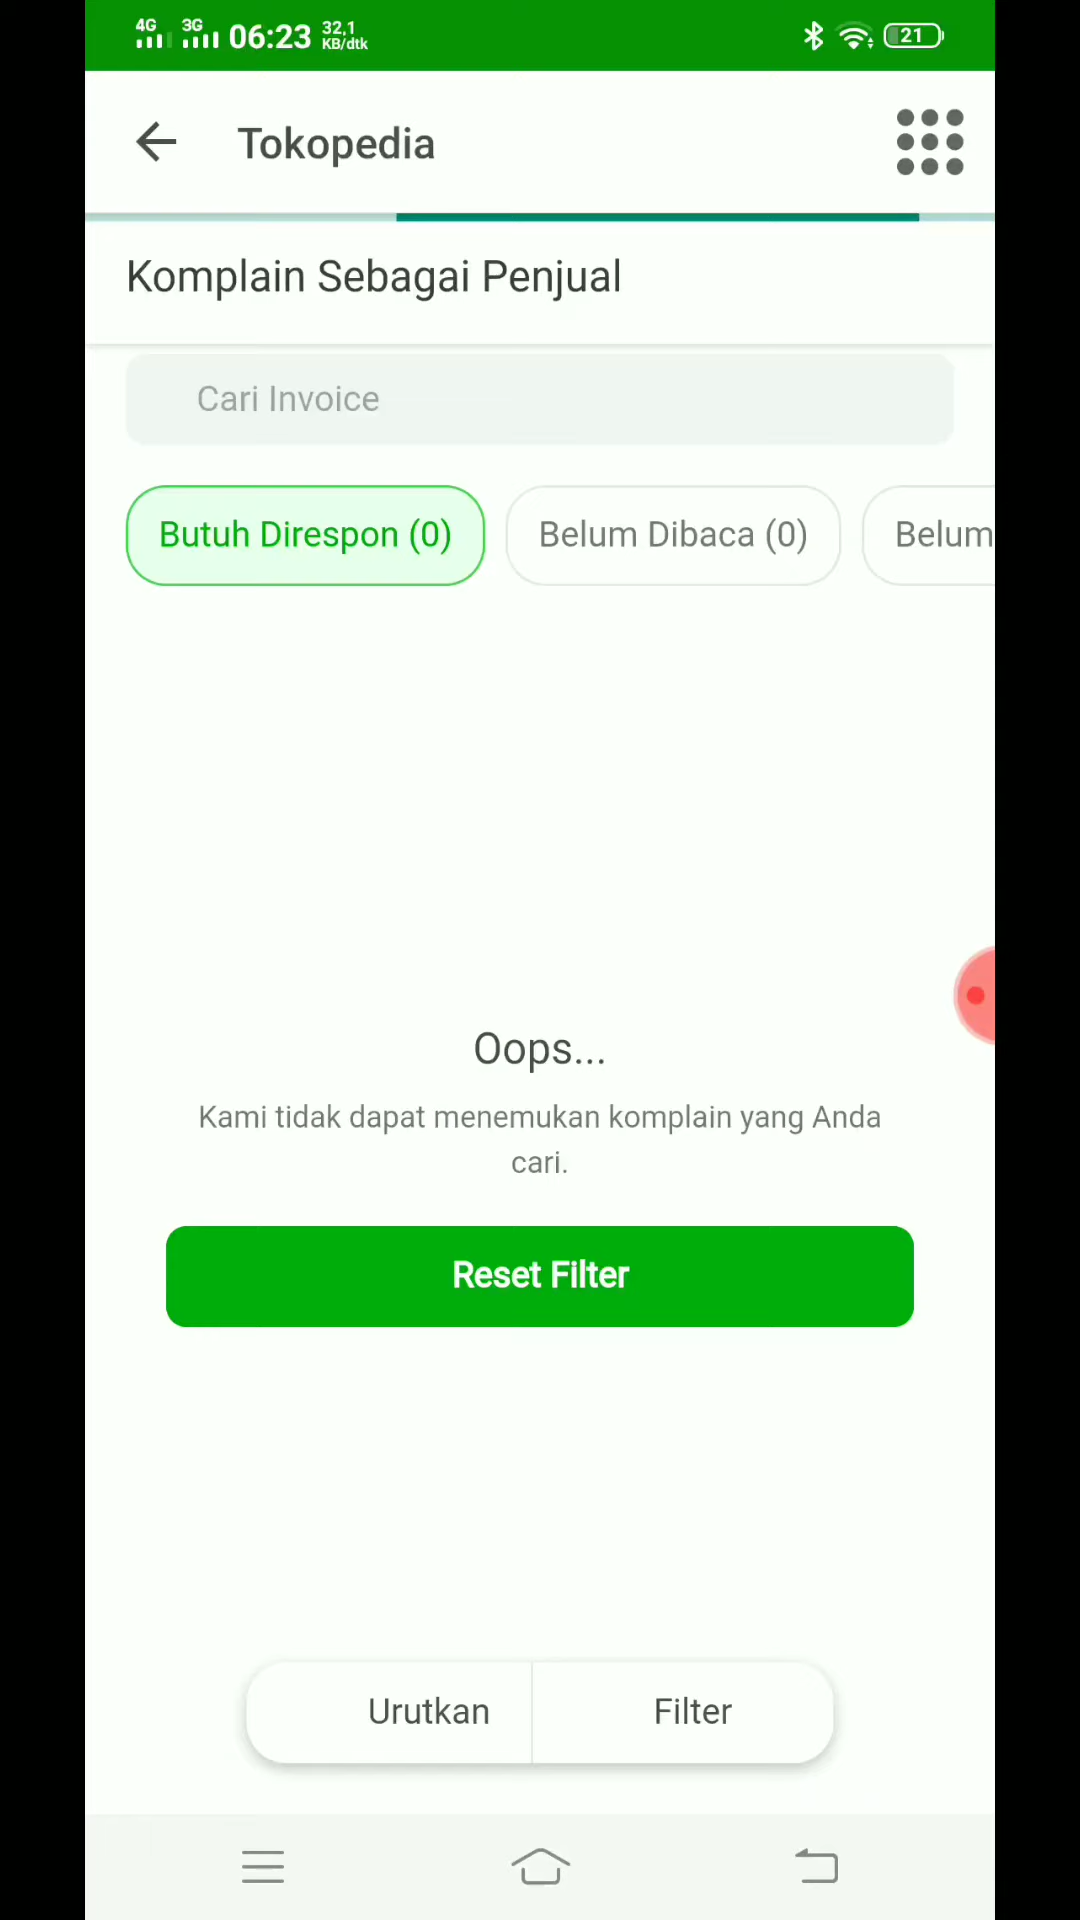 4G 3G 06:23 32,1 KB/dtk 21
Tokopedia
Komplain Sebagai Penjual
Cari Invoice
Butuh Direspon (0) Belum Dibaca (0) Belum
Oops...
Kami tidak dapat menemukan komplain yang Anda
cari.
Reset Filter
Urutkan Filter